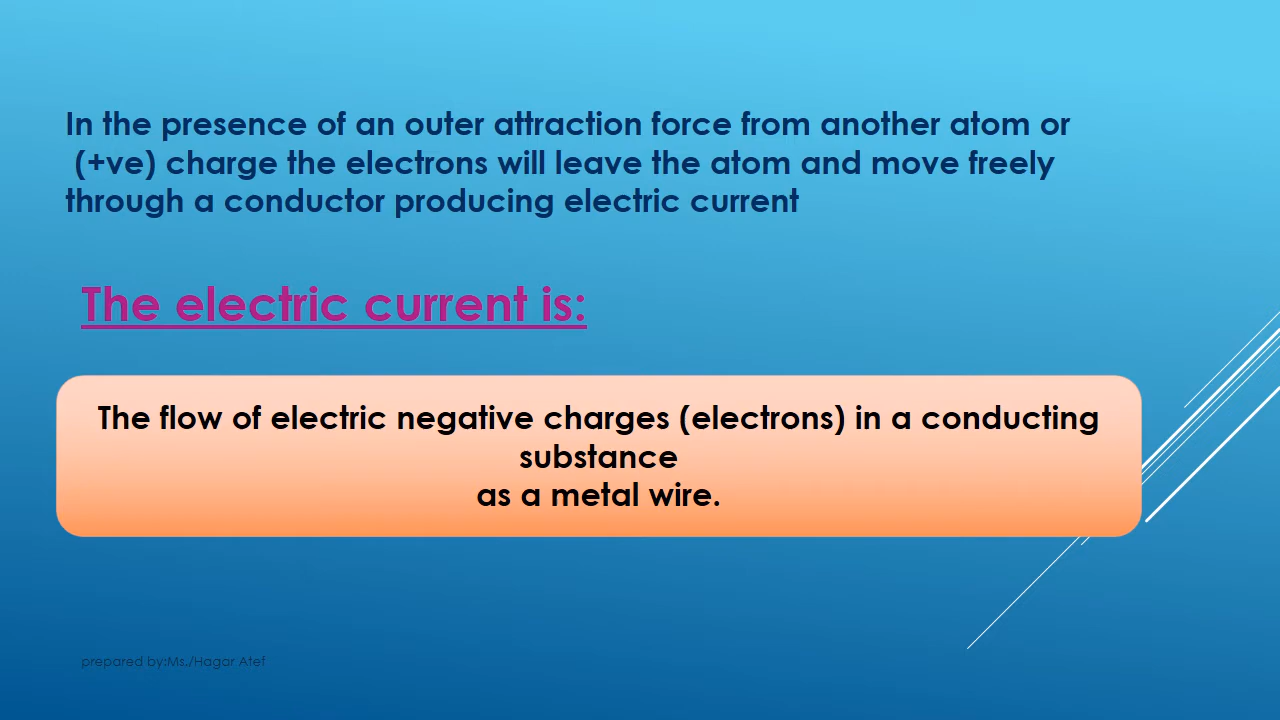 In the presence of an outer attraction force from another atom or
(+ve) charge the electrons will leave the atom and move freely
through a conductor producing electric current
The electric current is:
The flow of electric negative charges (electrons) in a conducting
substance
as a metal wire.
prepared by:Ms./Hagar Atef